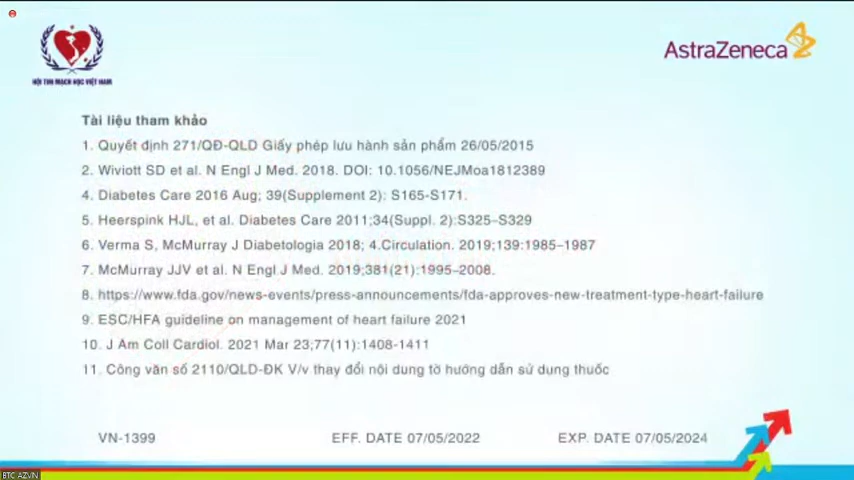 HỘI TIM MẠCH HỌC VIỆT NAM
AstraZeneca
Tài liệu tham khảo
1. Quyết định 271/QĐ-QLD Giấy phép lưu hành sản phẩm 26/05/2015
2. Wiviott SD et al. N Engl J Med. 2018. DOI: 10.1056/NEJMoa1812389
4. Diabetes Care 2016 Aug; 39(Supplement 2): S165-S171.
5. Heerspink HJL, et al. Diabetes Care 2011;34(Suppl. 2):S325–S329
6. Verma S, McMurray J Diabetologia 2018; 4.Circulation. 2019;139:1985–1987
7. McMurray JJV et al. N Engl J Med. 2019;381(21):1995–2008.
8. https://www.fda.gov/news-events/press-announcements/fda-approves-new-treatment-type-heart-failure
9. ESC/HFA guideline on management of heart failure 2021
10. J Am Coll Cardiol. 2021 Mar 23;77(11):1408-1411
11. Công văn số 2110/QLD-ĐK V/v thay đổi nội dung tờ hướng dẫn sử dụng thuốc
VN-1399 EFF. DATE 07/05/2022 EXP. DATE 07/05/2024
BTC_AZVN